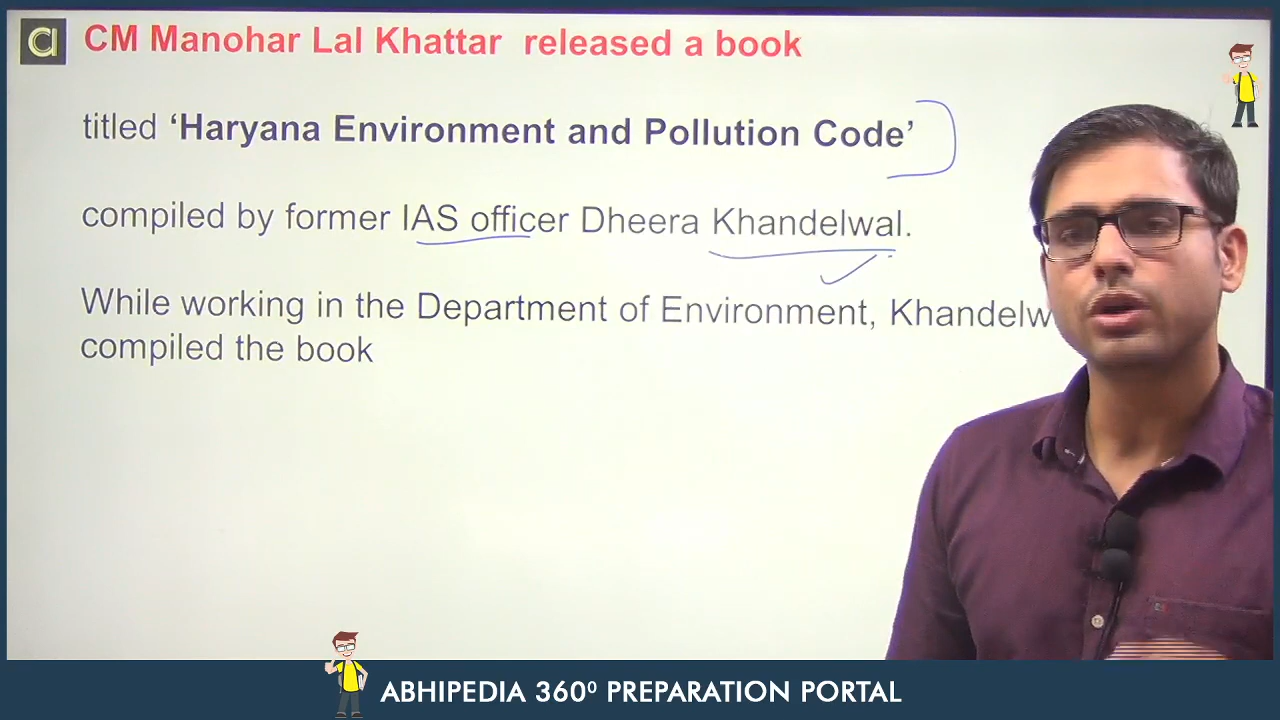 CM Manohar Lal Khattar released a book
titled ‘Haryana Environment and Pollution Code’
compiled by former IAS officer Dheera Khandelwal.
While working in the Department of Environment, Khandelw
compiled the book
ABHIPEDIA 360⁰ PREPARATION PORTAL